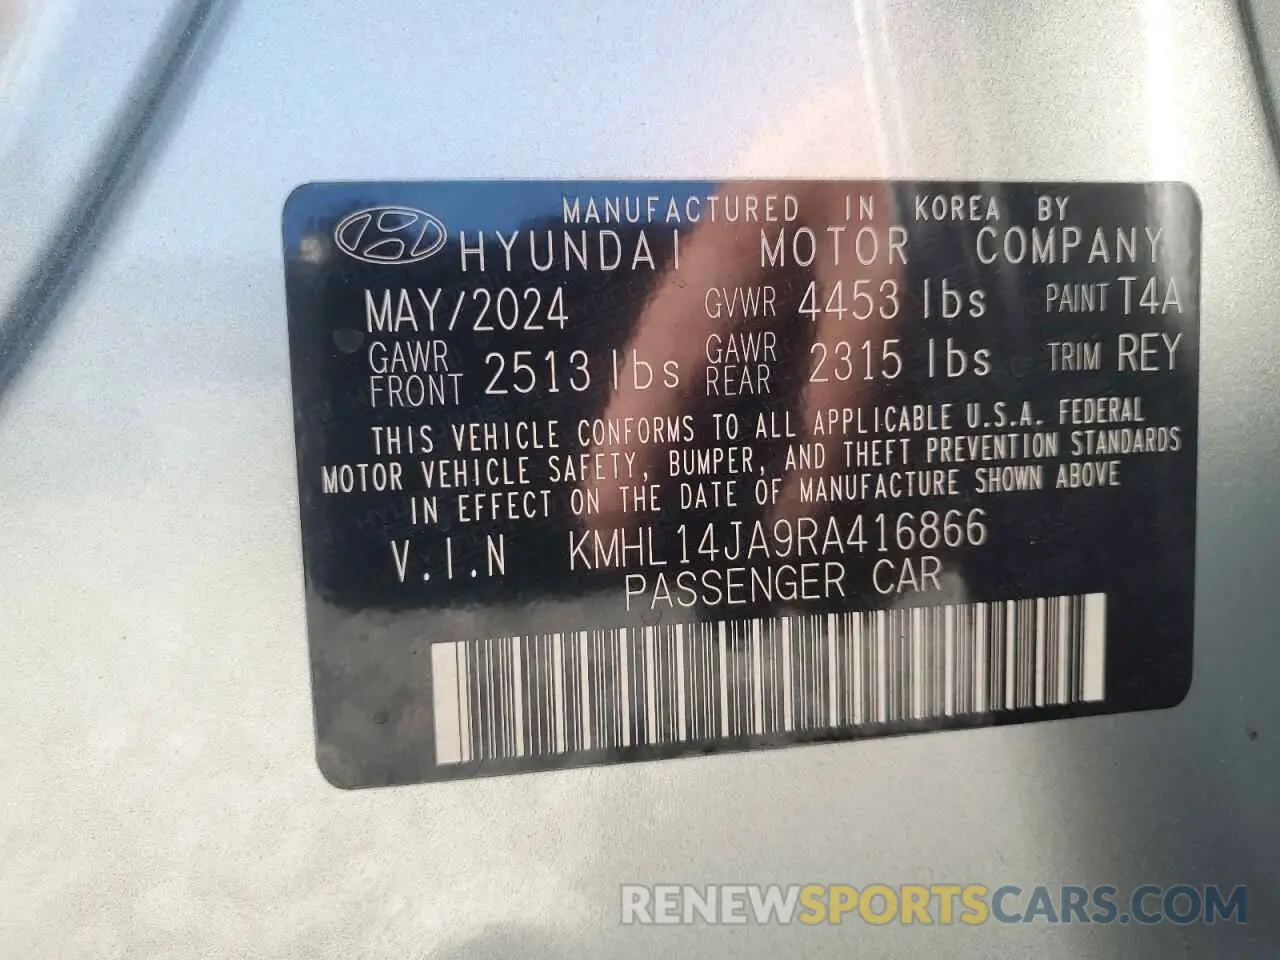 MANUFACTURED IN KOREA BY
HYUNDAI MOTOR COMPANY
MAY/2024 GVWR 4453 lbs PAINT T4A
GAWR FRONT 2513 lbs GAWR REAR 2315 lbs TRIM REY
THIS VEHICLE CONFORMS TO ALL APPLICABLE U.S.A. FEDERAL
MOTOR VEHICLE SAFETY, BUMPER, AND THEFT PREVENTION STANDARDS
IN EFFECT ON THE DATE OF MANUFACTURE SHOWN ABOVE
V.I.N KMHL14JA9RA416866
PASSENGER CAR
RENEWSPORTSCARS.COM